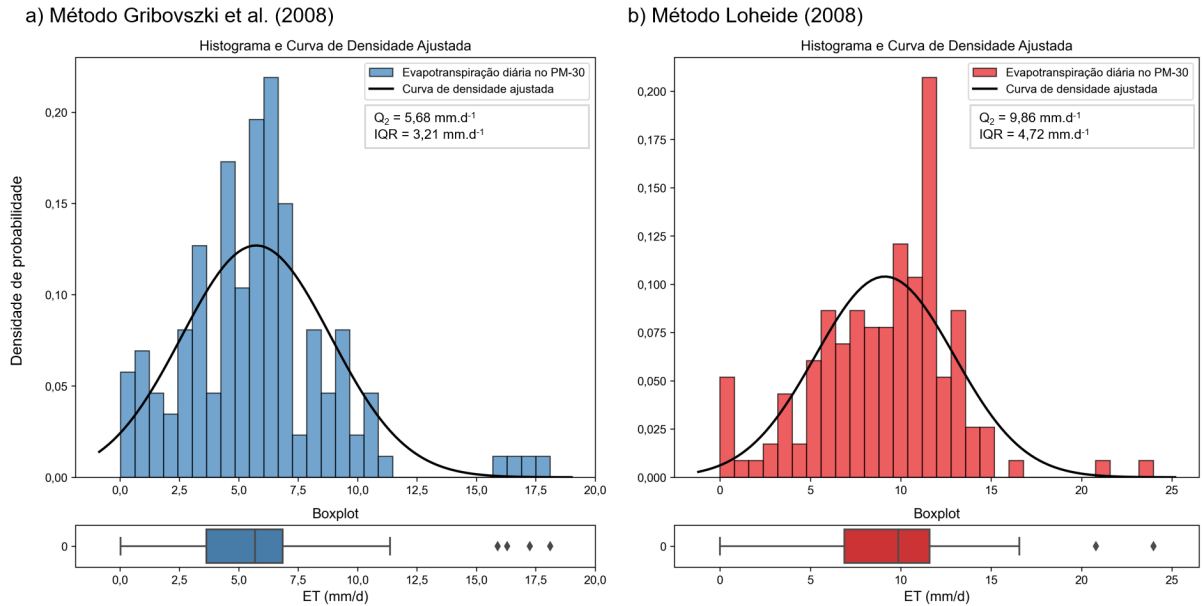 a) Método Gribovszki et al. (2008)
Histograma e Curva de Densidade Ajustada
Evapotranspiração diária no PM-30
Curva de densidade ajustada
Q₂ = 5,68 mm.d⁻¹
IQR = 3,21 mm.d⁻¹
Densidade de probabilidade
0,20
0,15
0,10
0,05
0,00
0,0 2,5 5,0 7,5 10,0 12,5 15,0 17,5 20,0
Boxplot
0
0,0 2,5 5,0 7,5 10,0 12,5 15,0 17,5 20,0
ET (mm/d)
b) Método Loheide (2008)
Histograma e Curva de Densidade Ajustada
Evapotranspiração diária no PM-30
Curva de densidade ajustada
Q₂ = 9,86 mm.d⁻¹
IQR = 4,72 mm.d⁻¹
0,200
0,175
0,150
0,125
0,100
0,075
0,050
0,025
0,000
0 5 10 15 20 25
Boxplot
0
0 5 10 15 20 25
ET (mm/d)